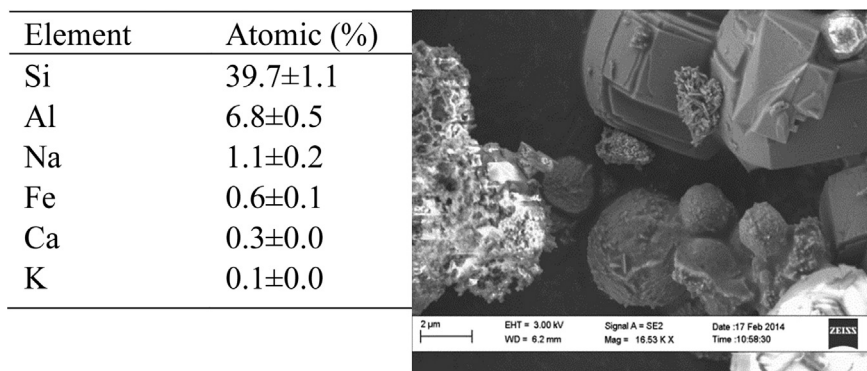 Element Atomic (%)
Si 39.7±1.1
Al 6.8±0.5
Na 1.1±0.2
Fe 0.6±0.1
Ca 0.3±0.0
K 0.1±0.0
2 µm EHT = 3.00 kV Signal A = SE2 Date :17 Feb 2014 ZEISS
WD = 6.2 mm Mag = 16.53 K X Time :10:58:30